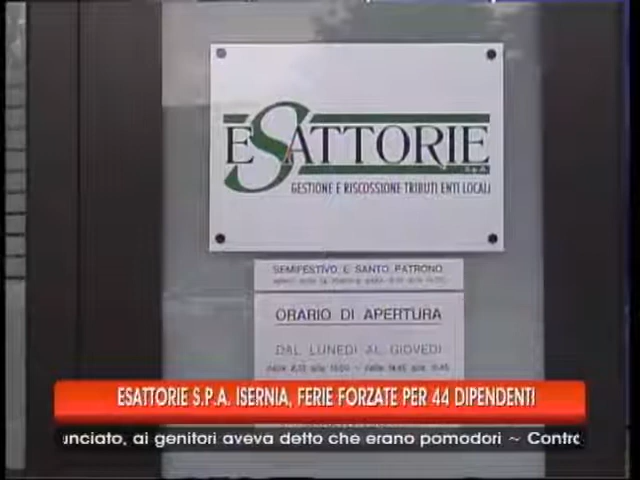 ESATTORIE
S.p.A.
GESTIONE E RISCOSSIONE TRIBUTI ENTI LOCALI
SEMIFESTIVO E SANTO PATRONO
ORARIO DI APERTURA
DAL LUNEDI AL GIOVEDI
ESATTORIE S.P.A. ISERNIA, FERIE FORZATE PER 44 DIPENDENTI
unciato, ai genitori aveva detto che erano pomodori ~ Contro